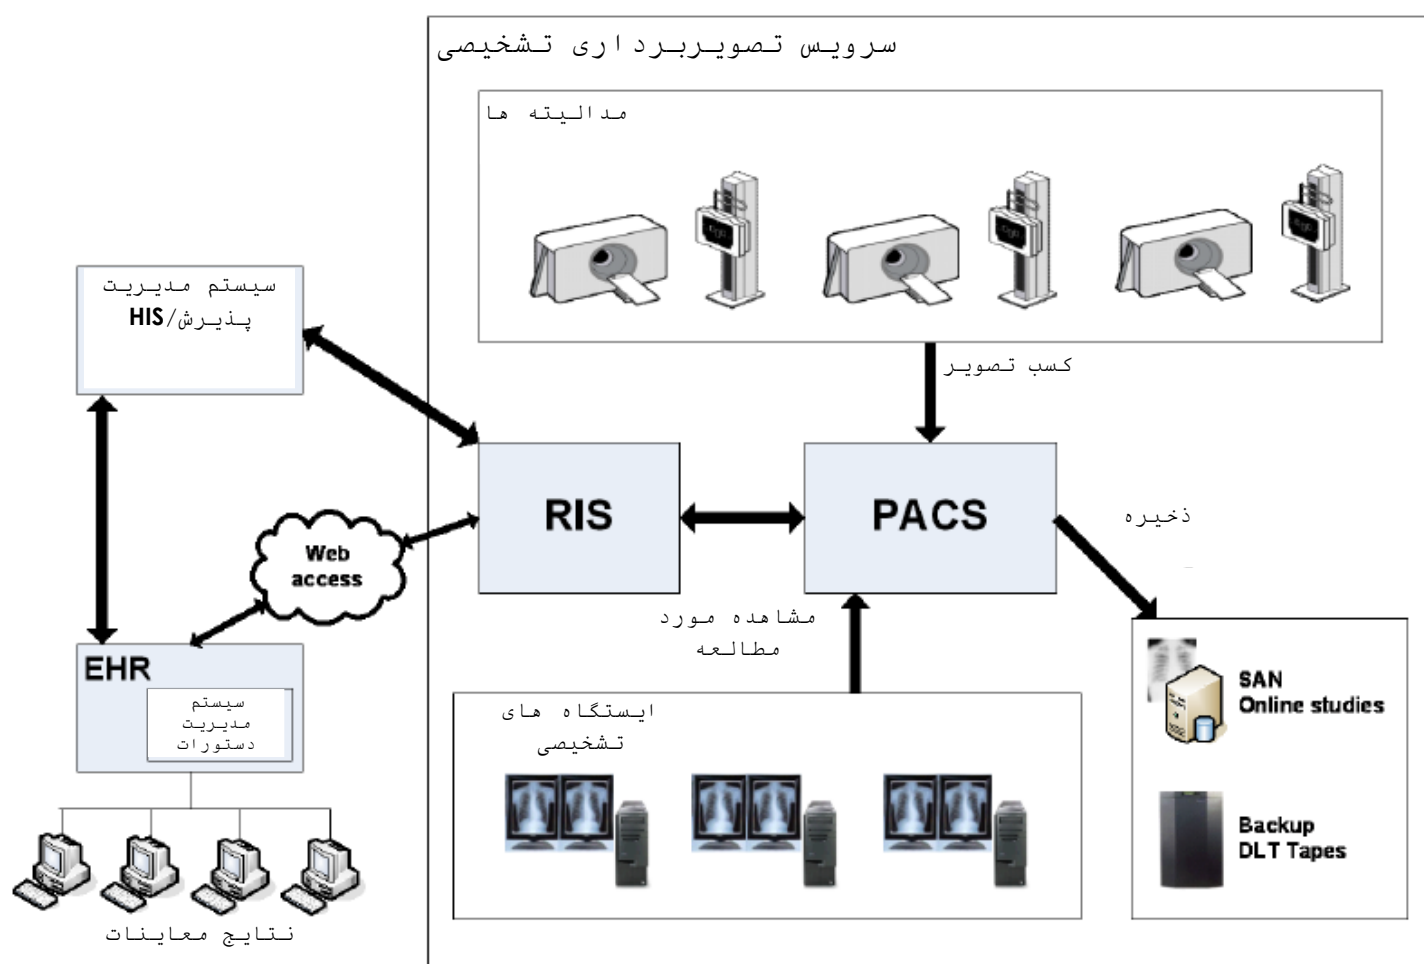 سرویس تصویربرداری تشخیصی
مدالیته ها
سیستم مدیریت
پذیرش/HIS
کسب تصویر
RIS
PACS
ذخیره
Web
access
مشاهده مورد
مطالعه
EHR
سیستم
مدیریت
دستورات
ایستگاه های
تشخیصی
SAN
Online studies
Backup
DLT Tapes
نتایج معاینات